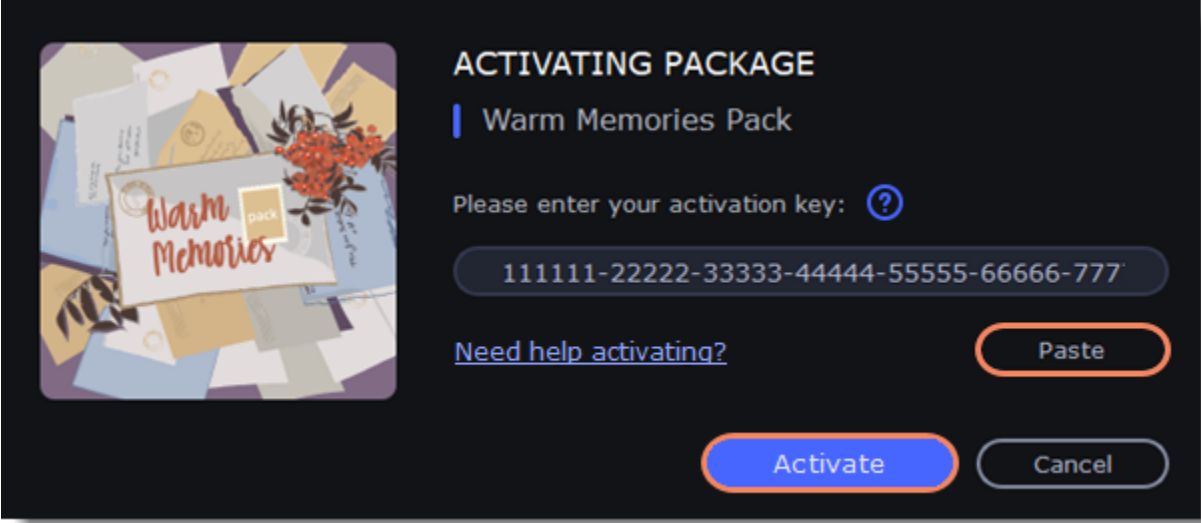 ACTIVATING PACKAGE
Warm Memories Pack
Warm
pack
Memories
Please enter your activation key: ?
111111-22222-33333-44444-55555-66666-777
Need help activating?
Paste
Activate
Cancel